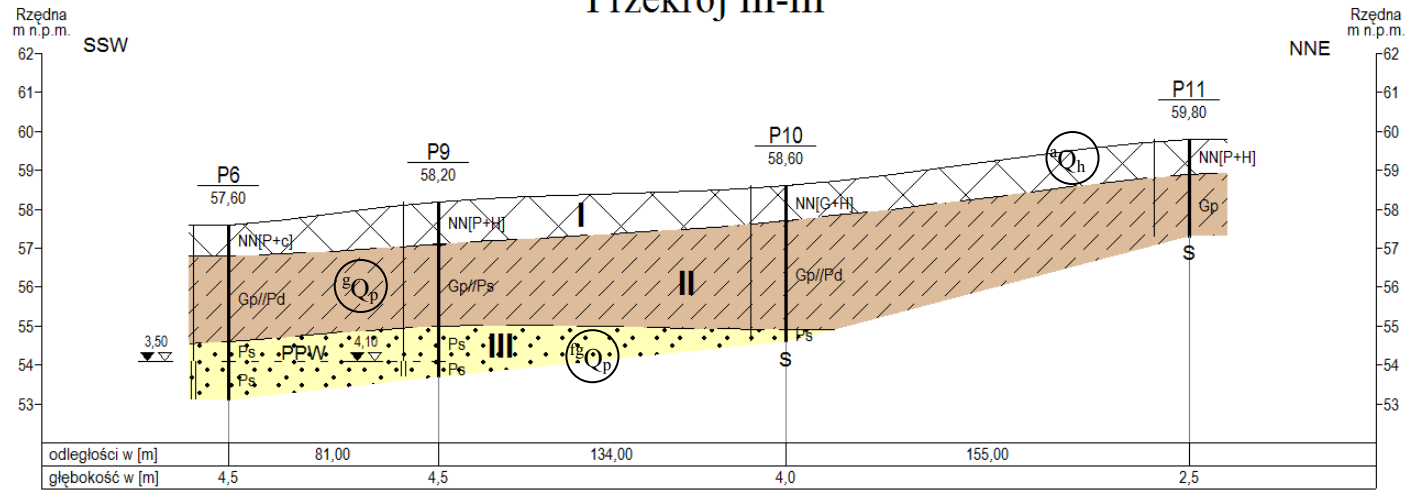 Przekrój III-III
Rzędna
m n.p.m.
SSW
Rzędna
m n.p.m.
NNE
62
61
60
59
58
57
56
55
54
53
62
61
60
59
58
57
56
55
54
53
P6
57,60
P9
58,20
P10
58,60
P11
59,80
NN[P+c]
NN[P+H]
I
NN[G+H]
aQh
NN[P+H]
Gp//Pd
gQp
Gp//Ps
II
Gp//Pd
Gp
S
3,50
Ps
PPW
4,10
Ps
III
fgQp
Ps
S
Ps
Ps
odległości w [m] 81,00 134,00 155,00
głębokość w [m] 4,5 4,5 4,0 2,5